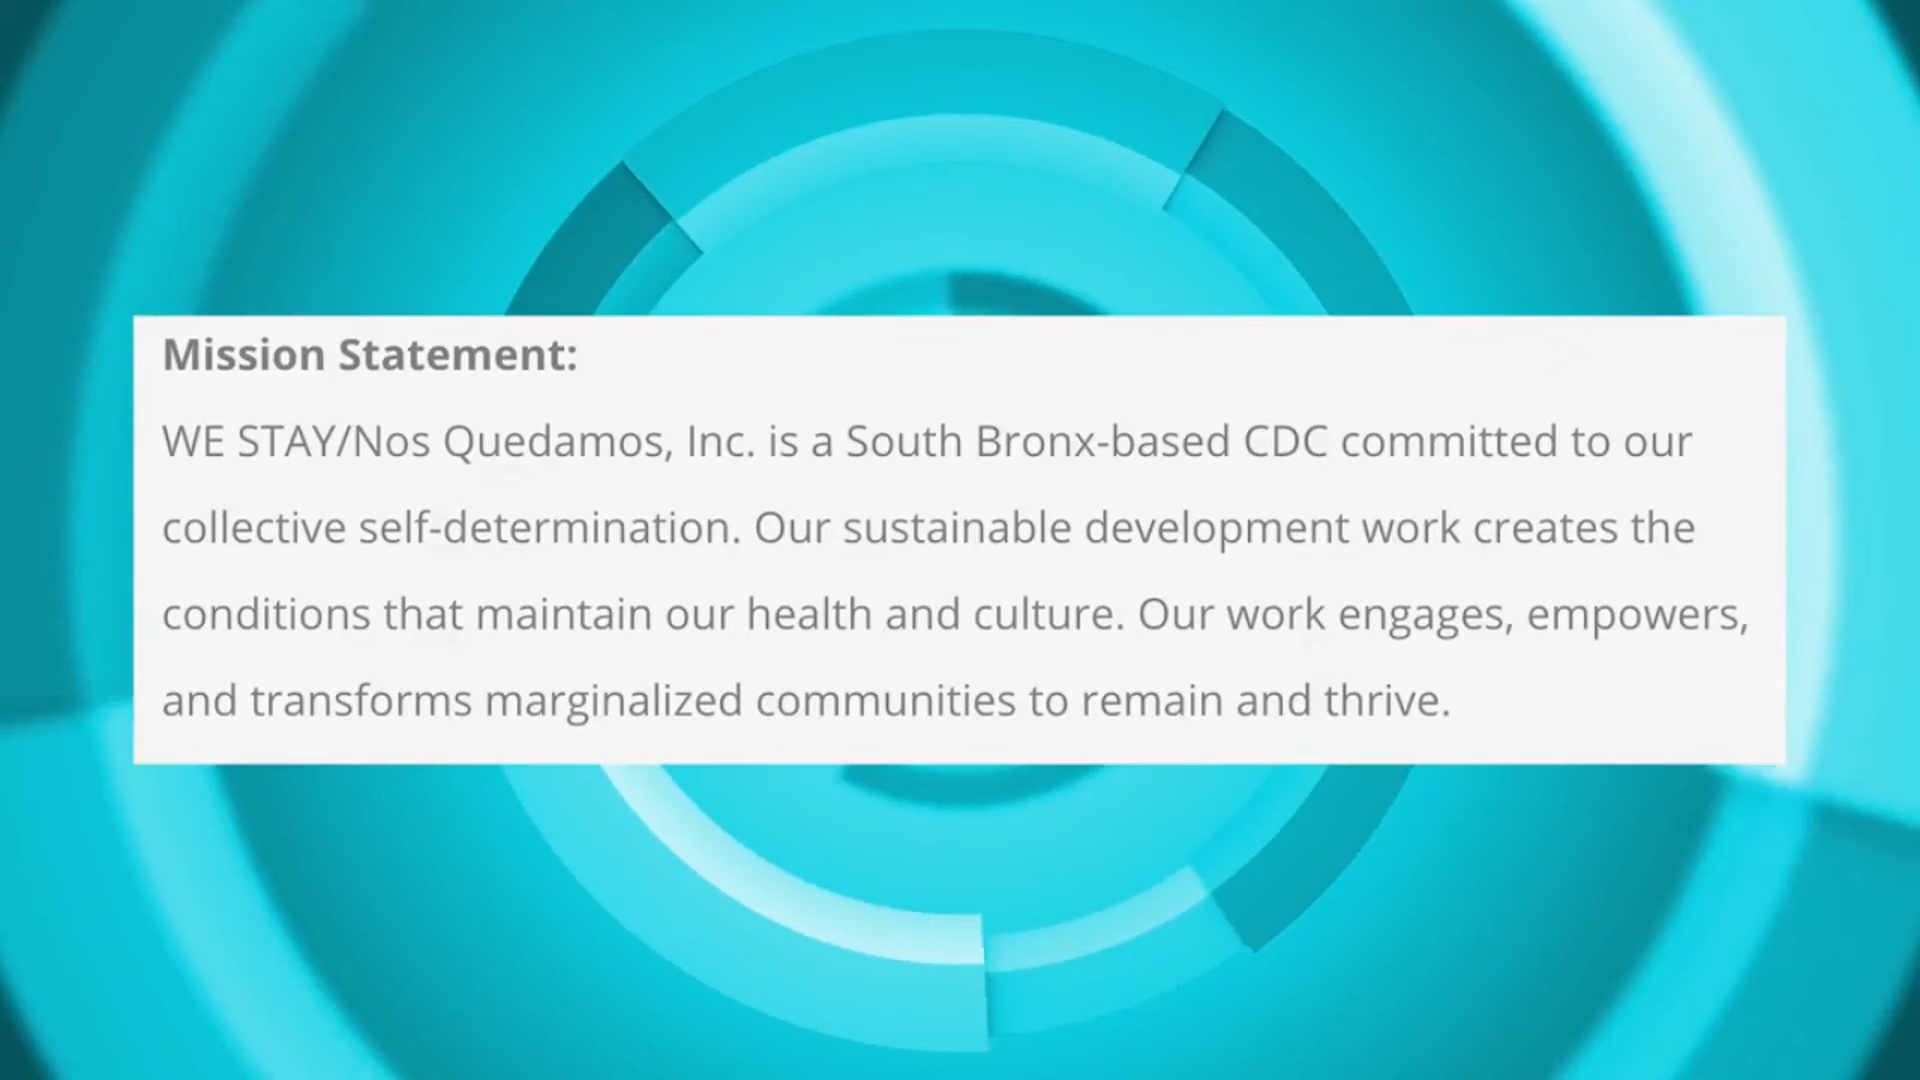 Mission Statement:
WE STAY/Nos Quedamos, Inc. is a South Bronx-based CDC committed to our
collective self-determination. Our sustainable development work creates the
conditions that maintain our health and culture. Our work engages, empowers,
and transforms marginalized communities to remain and thrive.